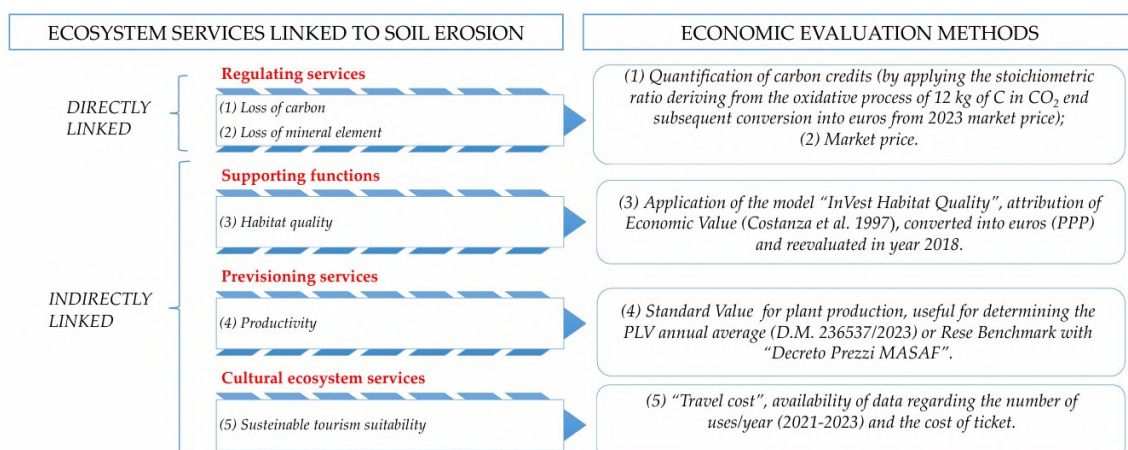 ECOSYSTEM SERVICES LINKED TO SOIL EROSION
ECONOMIC EVALUATION METHODS
DIRECTLY
LINKED
Regulating services
(1) Loss of carbon
(2) Loss of mineral element
(1) Quantification of carbon credits (by applying the stoichiometric
ratio deriving from the oxidative process of 12 kg of C in CO₂ end
subsequent conversion into euros from 2023 market price);
(2) Market price.
INDIRECTLY
LINKED
Supporting functions
(3) Habitat quality
(3) Application of the model “InVest Habitat Quality”, attribution of
Economic Value (Costanza et al. 1997), converted into euros (PPP)
and reevaluated in year 2018.
Previsioning services
(4) Productivity
(4) Standard Value for plant production, useful for determining the
PLV annual average (D.M. 236537/2023) or Rese Benchmark with
“Decreto Prezzi MASAF”.
Cultural ecosystem services
(5) Sustainable tourism suitability
(5) “Travel cost”, availability of data regarding the number of
uses/year (2021-2023) and the cost of ticket.